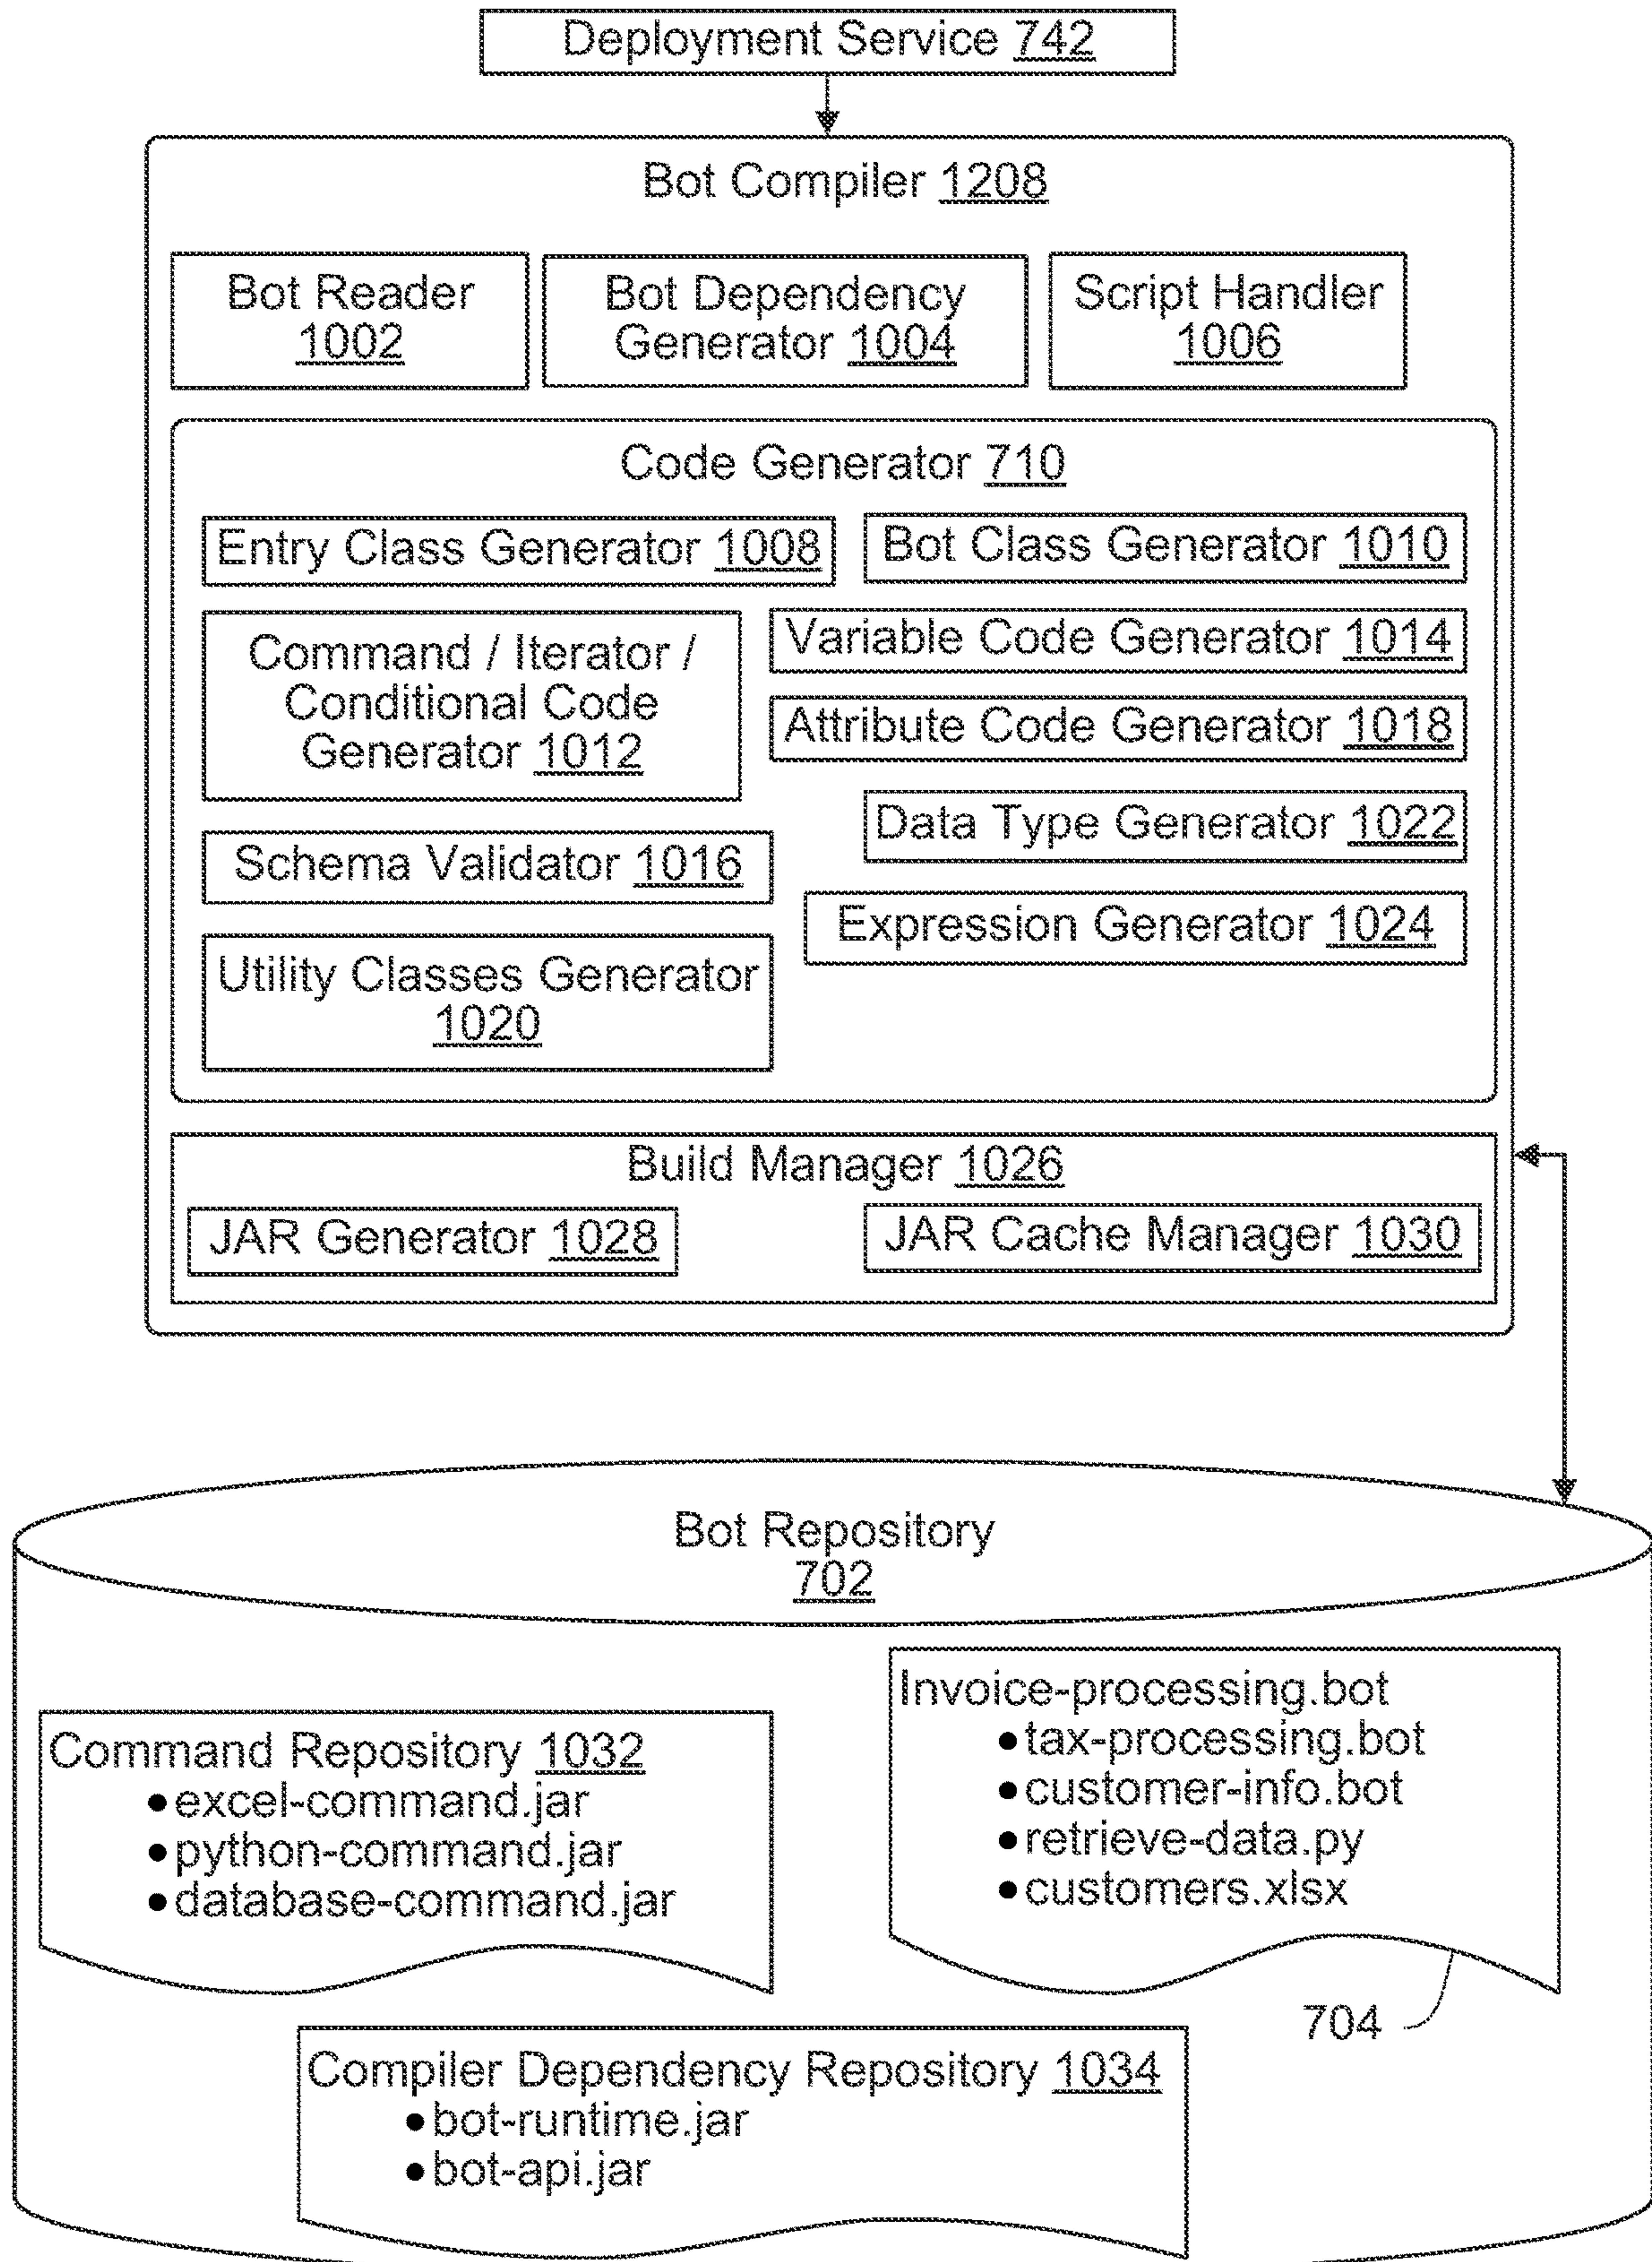 Deployment Service 742
Bot Compiler 1208
Bot Reader
1002
Bot Dependency
Generator 1004
Script Handler
1006
Code Generator 710
Entry Class Generator 1008
Bot Class Generator 1010
Command / Iterator /
Conditional Code
Generator 1012
Variable Code Generator 1014
Attribute Code Generator 1018
Data Type Generator 1022
Schema Validator 1016
Expression Generator 1024
Utility Classes Generator
1020
Build Manager 1026
JAR Generator 1028
JAR Cache Manager 1030
Bot Repository
702
Command Repository 1032
• excel-command.jar
• python-command.jar
• database-command.jar
Invoice-processing.bot
• tax-processing.bot
• customer-info.bot
• retrieve-data.py
• customers.xlsx
704
Compiler Dependency Repository 1034
• bot-runtime.jar
• bot-api.jar